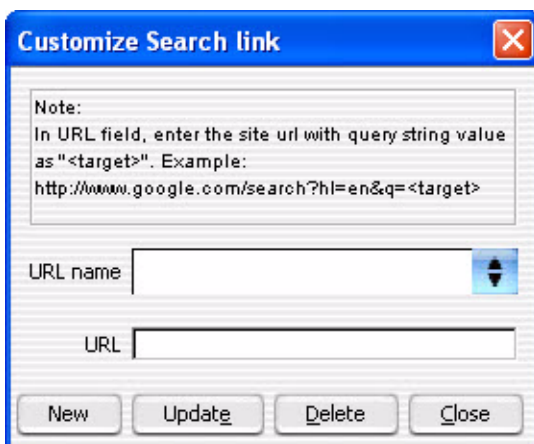 Customize Search link
Note:
In URL field, enter the site url with query string value
as "<target>". Example:
http://www.google.com/search?hl=en&q=<target>
URL name
URL
New Update Delete Close